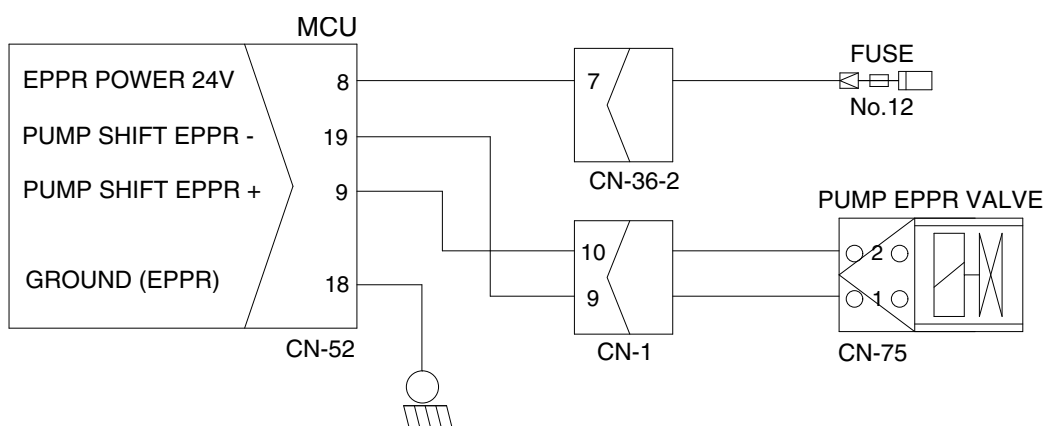 MCU
FUSE
EPPR POWER 24V 8 7
No.12
PUMP SHIFT EPPR - 19
CN-36-2
PUMP SHIFT EPPR + 9
PUMP EPPR VALVE
10 2
GROUND (EPPR) 18
9 1
CN-52 CN-1 CN-75